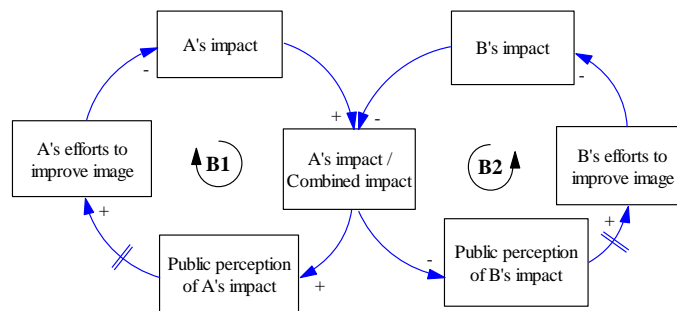 A's impact
B's impact
-
-
+
-
A's efforts to
improve image
B1
A's impact /
Combined impact
B2
B's efforts to
improve image
+
+
Public perception
of A's impact
+
-
Public perception
of B's impact